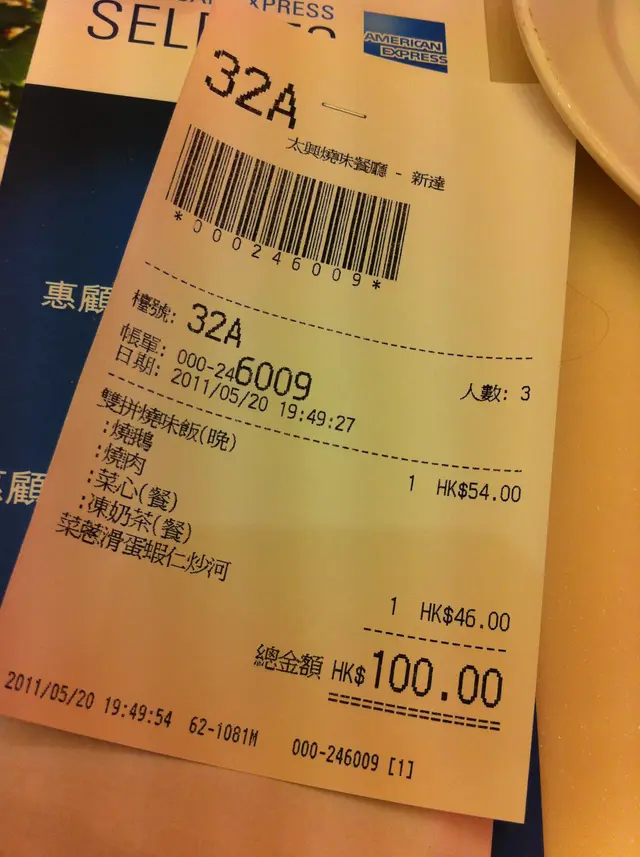 EXPRESS
AMERICAN
EXPRESS
32A
太興燒味餐廳 - 新達
*000246009*
惠顧
檯號: 32A
人數: 3
帳單: 000-246009
日期: 2011/05/20 19:49:27
雙拼燒味飯(晚) 1 HK$54.00
:燒鵝
:燒肉
:菜心(餐)
:凍奶茶(餐)
菜蔥滑蛋蝦仁炒河 1 HK$46.00
惠顧
總金額 HK$100.00
2011/05/20 19:49:54 62-1081M 000-246009 [1]